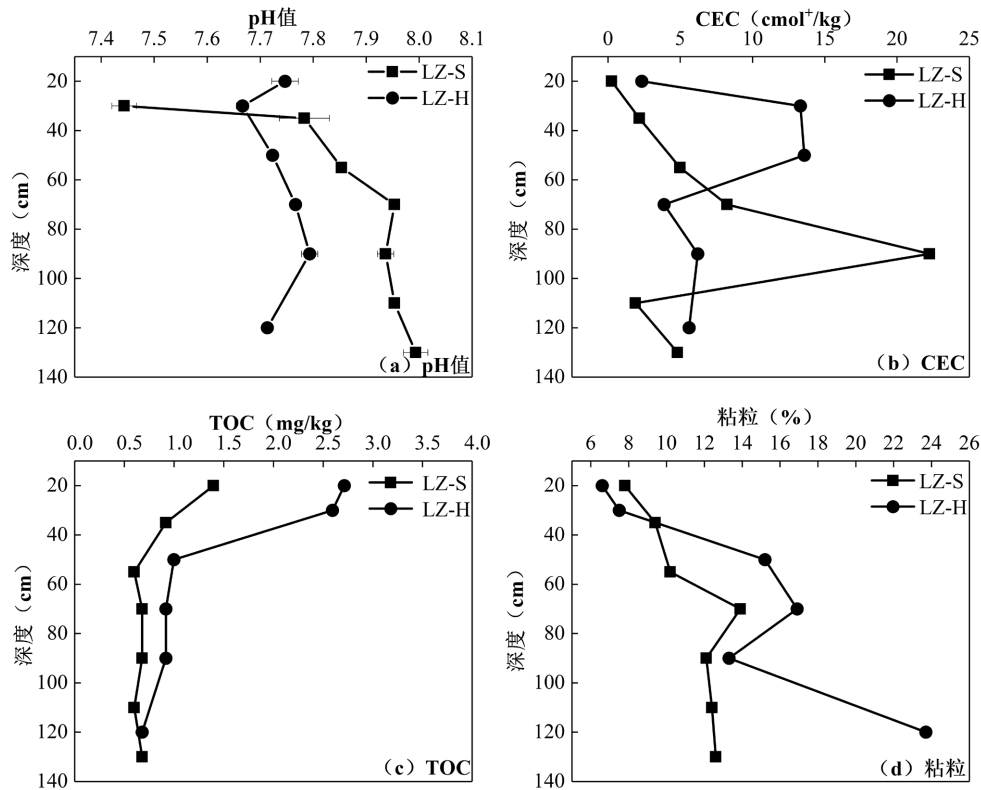 pH值
7.4 7.5 7.6 7.7 7.8 7.9 8.0 8.1
LZ-S
LZ-H
20
40
60
80
100
120
140
深度（cm）
（a）pH值
CEC（cmol+/kg）
0 5 10 15 20 25
LZ-S
LZ-H
20
40
60
80
100
120
140
深度（cm）
（b）CEC
TOC（mg/kg）
0.0 0.5 1.0 1.5 2.0 2.5 3.0 3.5 4.0
LZ-S
LZ-H
20
40
60
80
100
120
140
深度（cm）
（c）TOC
粘粒（%）
6 8 10 12 14 16 18 20 22 24 26
LZ-S
LZ-H
20
40
60
80
100
120
140
深度（cm）
（d）粘粒